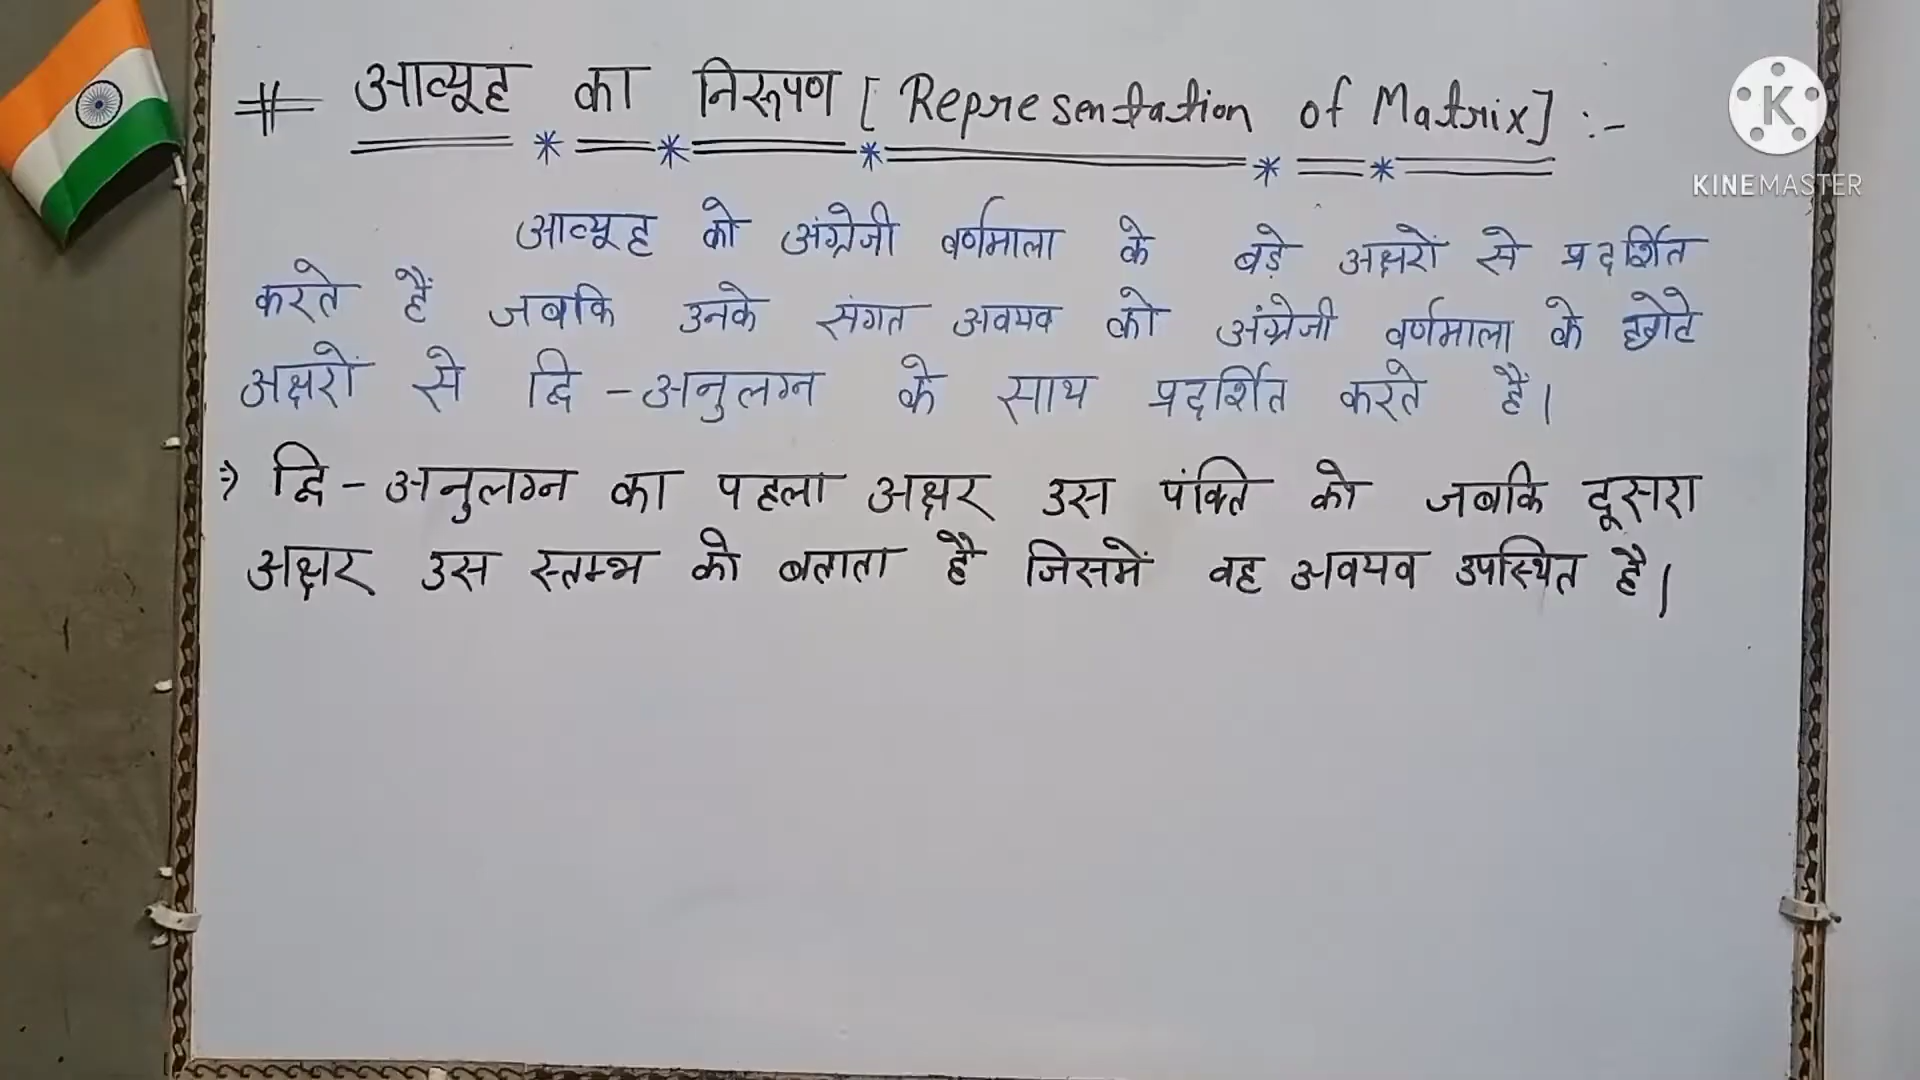 # आव्यूह का निरूपण [Representation of Matrix] :-
आव्यूह को अंग्रेजी वर्णमाला के बड़े अक्षरों से प्रदर्शित
करते हैं जबकि उनके संगत अवयव को अंग्रेजी वर्णमाला के छोटे
अक्षरों से द्वि-अनुलग्न के साथ प्रदर्शित करते हैं।
⇒ द्वि-अनुलग्न का पहला अक्षर उस पंक्ति को जबकि दूसरा
अक्षर उस स्तम्भ को बताता है जिसमें वह अवयव उपस्थित है।
K
KINEMASTER